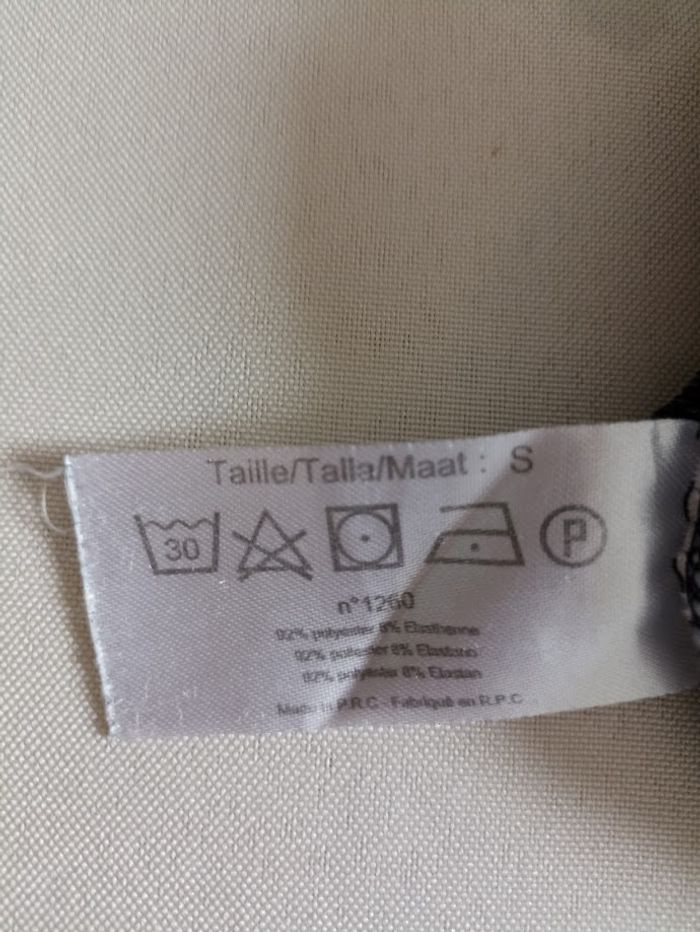 Taille/Talla/Maat : S
30
P
n°1260
92% polyester 8% Elasthenne
92% poliester 8% Elastano
92% polyester 8% Elastan
Made in P.R.C - Fabriqué en R.P.C